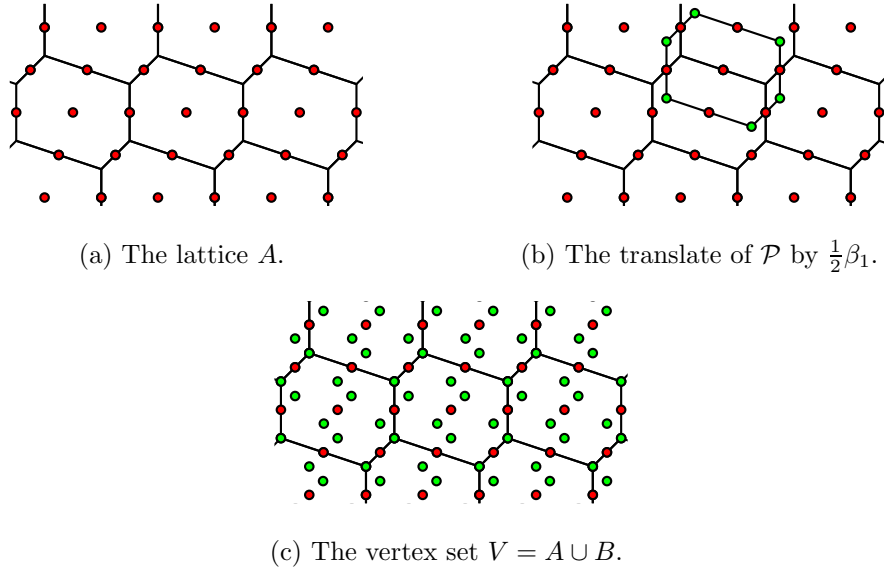 (a) The lattice A.
(b) The translate of 𝒫 by ½β₁.
(c) The vertex set V = A ∪ B.